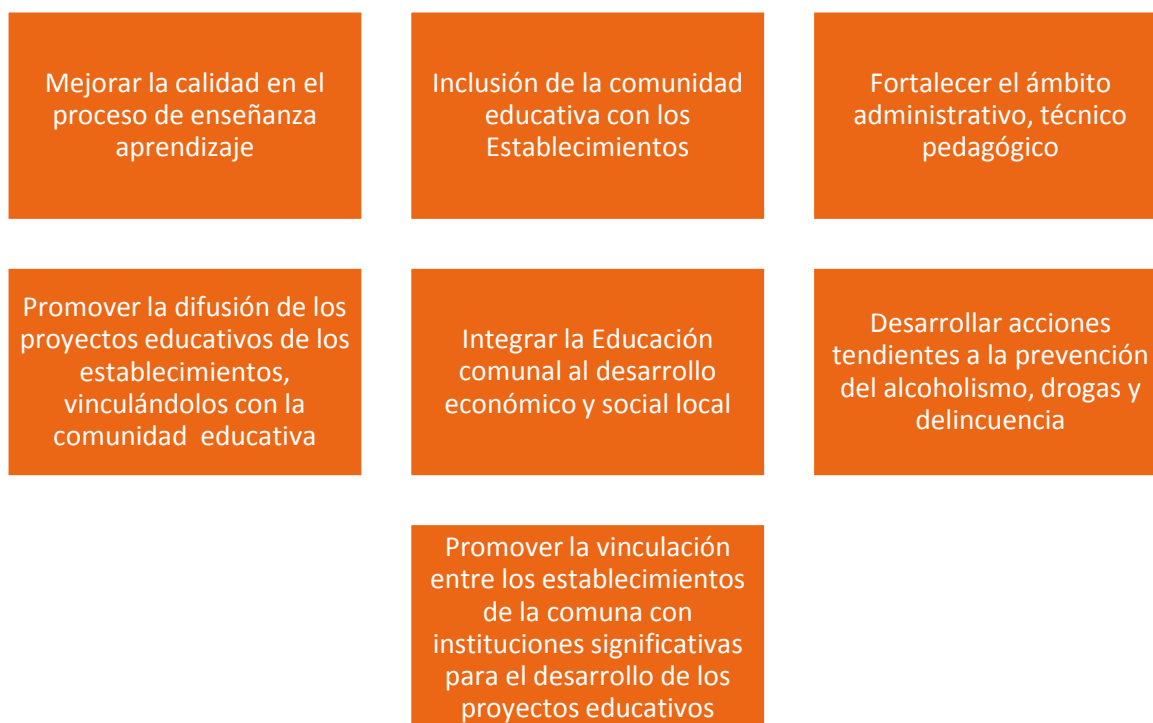 Mejorar la calidad en el
proceso de enseñanza
aprendizaje
Inclusión de la comunidad
educativa con los
Establecimientos
Fortalecer el ámbito
administrativo, técnico
pedagógico
Promover la difusión de los
proyectos educativos de los
establecimientos,
vinculándolos con la
comunidad  educativa
Integrar la Educación
comunal al desarrollo
económico y social local
Desarrollar acciones
tendientes a la prevención
del alcoholismo, drogas y
delincuencia
Promover la vinculación
entre los establecimientos
de la comuna con
instituciones significativas
para el desarrollo de los
proyectos educativos